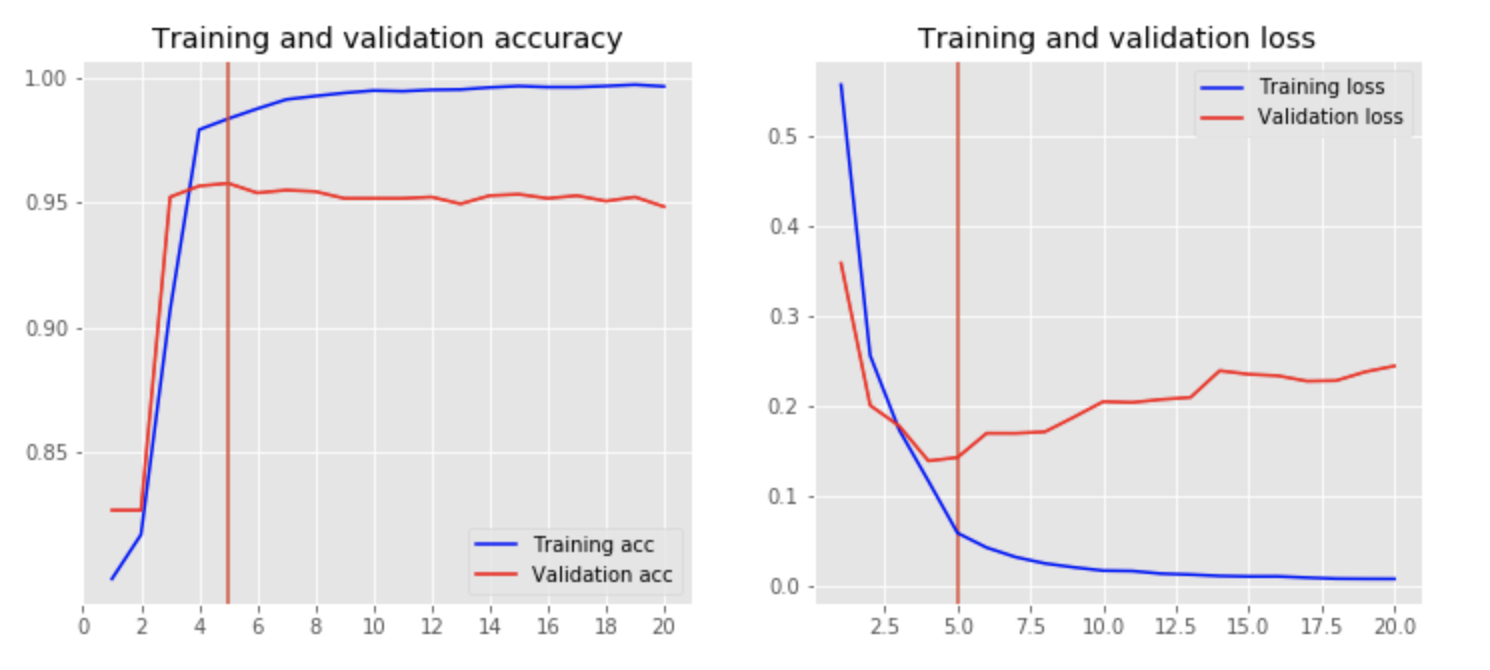 Training and validation accuracy
1.00
0.95
0.90
0.85
Training acc
Validation acc
0 2 4 6 8 10 12 14 16 18 20
Training and validation loss
Training loss
Validation loss
0.5
0.4
0.3
0.2
0.1
0.0
2.5 5.0 7.5 10.0 12.5 15.0 17.5 20.0